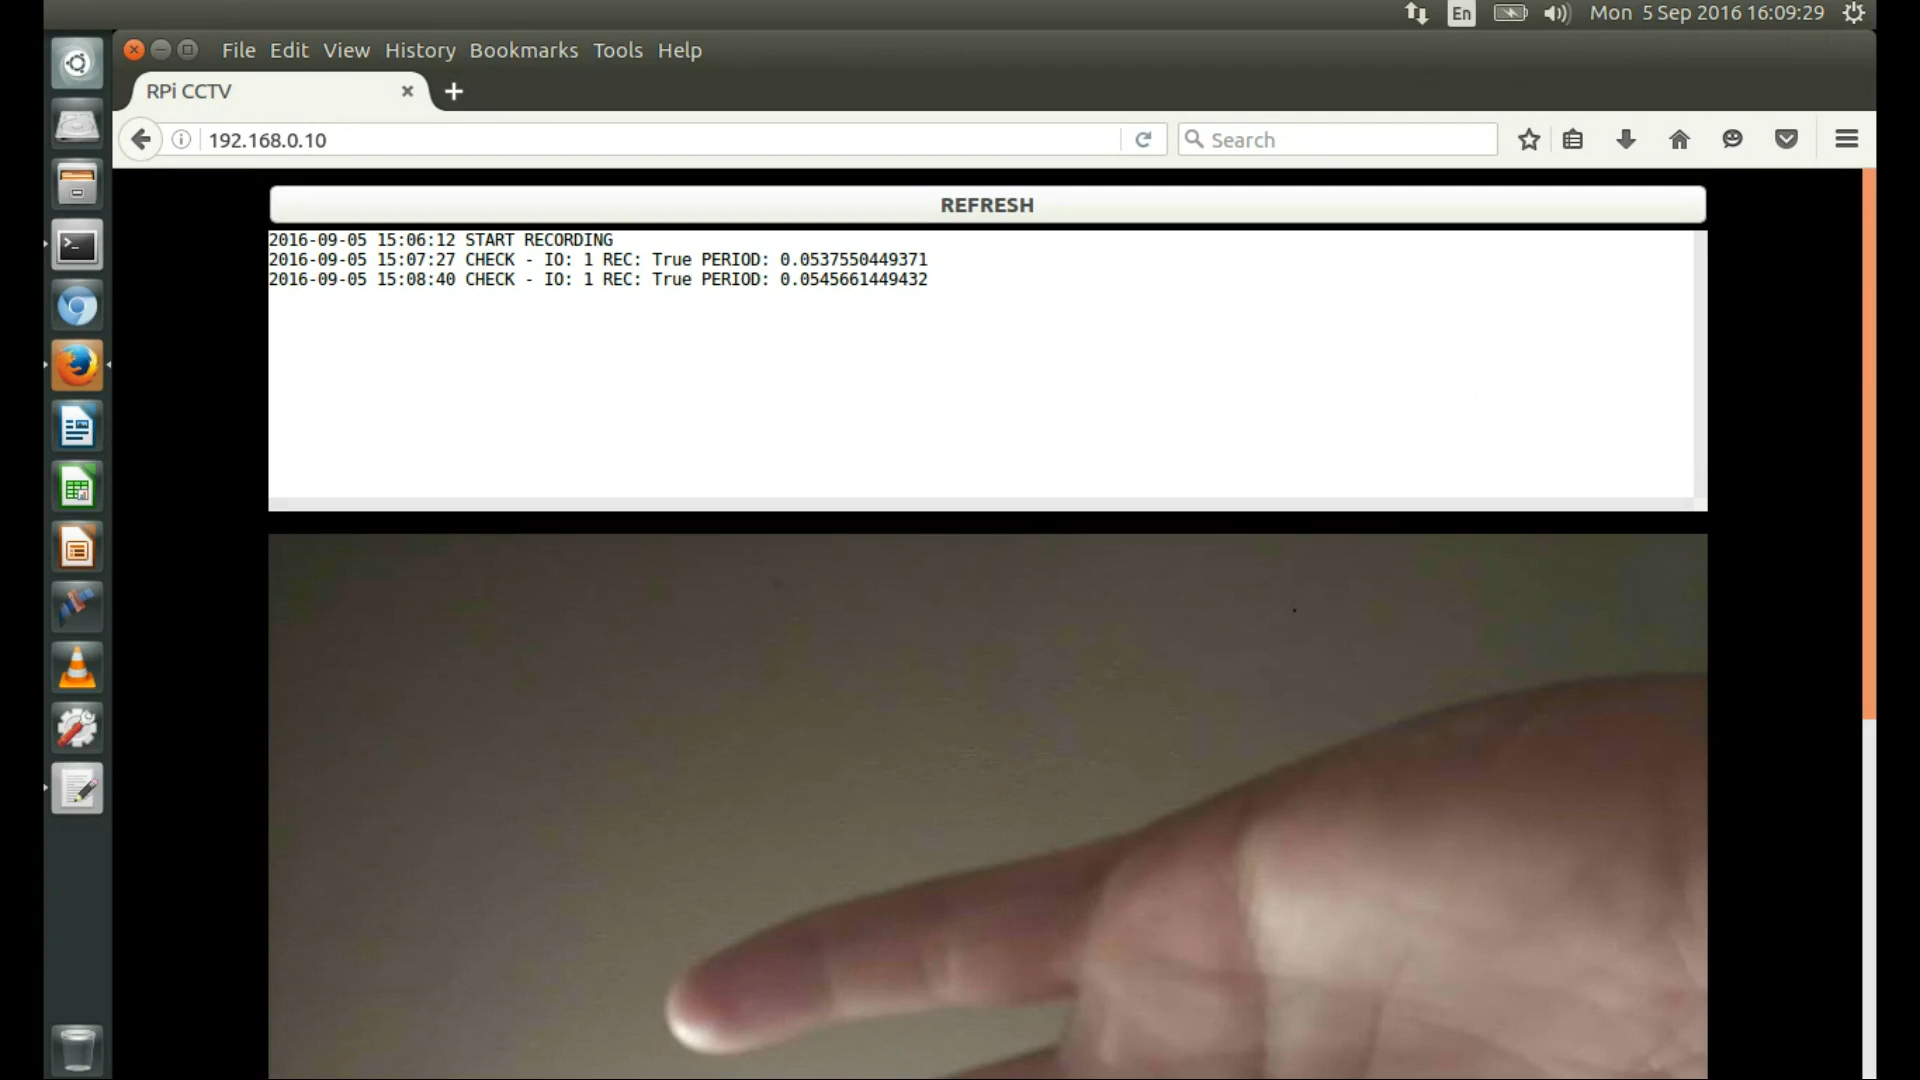 En Mon 5 Sep 2016 16:09:29
File Edit View History Bookmarks Tools Help
RPi CCTV
192.168.0.10
Search
REFRESH
2016-09-05 15:06:12 START RECORDING
2016-09-05 15:07:27 CHECK - IO: 1 REC: True PERIOD: 0.0537550449371
2016-09-05 15:08:40 CHECK - IO: 1 REC: True PERIOD: 0.0545661449432